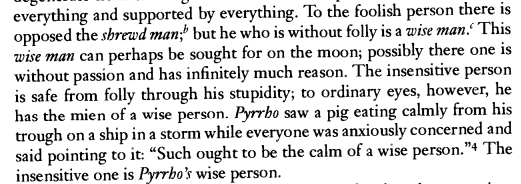 everything and supported by everything. To the foolish person there is
opposed the shrewd man;b but he who is without folly is a wise man.c This
wise man can perhaps be sought for on the moon; possibly there one is
without passion and has infinitely much reason. The insensitive person
is safe from folly through his stupidity; to ordinary eyes, however, he
has the mien of a wise person. Pyrrho saw a pig eating calmly from his
trough on a ship in a storm while everyone was anxiously concerned and
said pointing to it: “Such ought to be the calm of a wise person.”4 The
insensitive one is Pyrrho’s wise person.